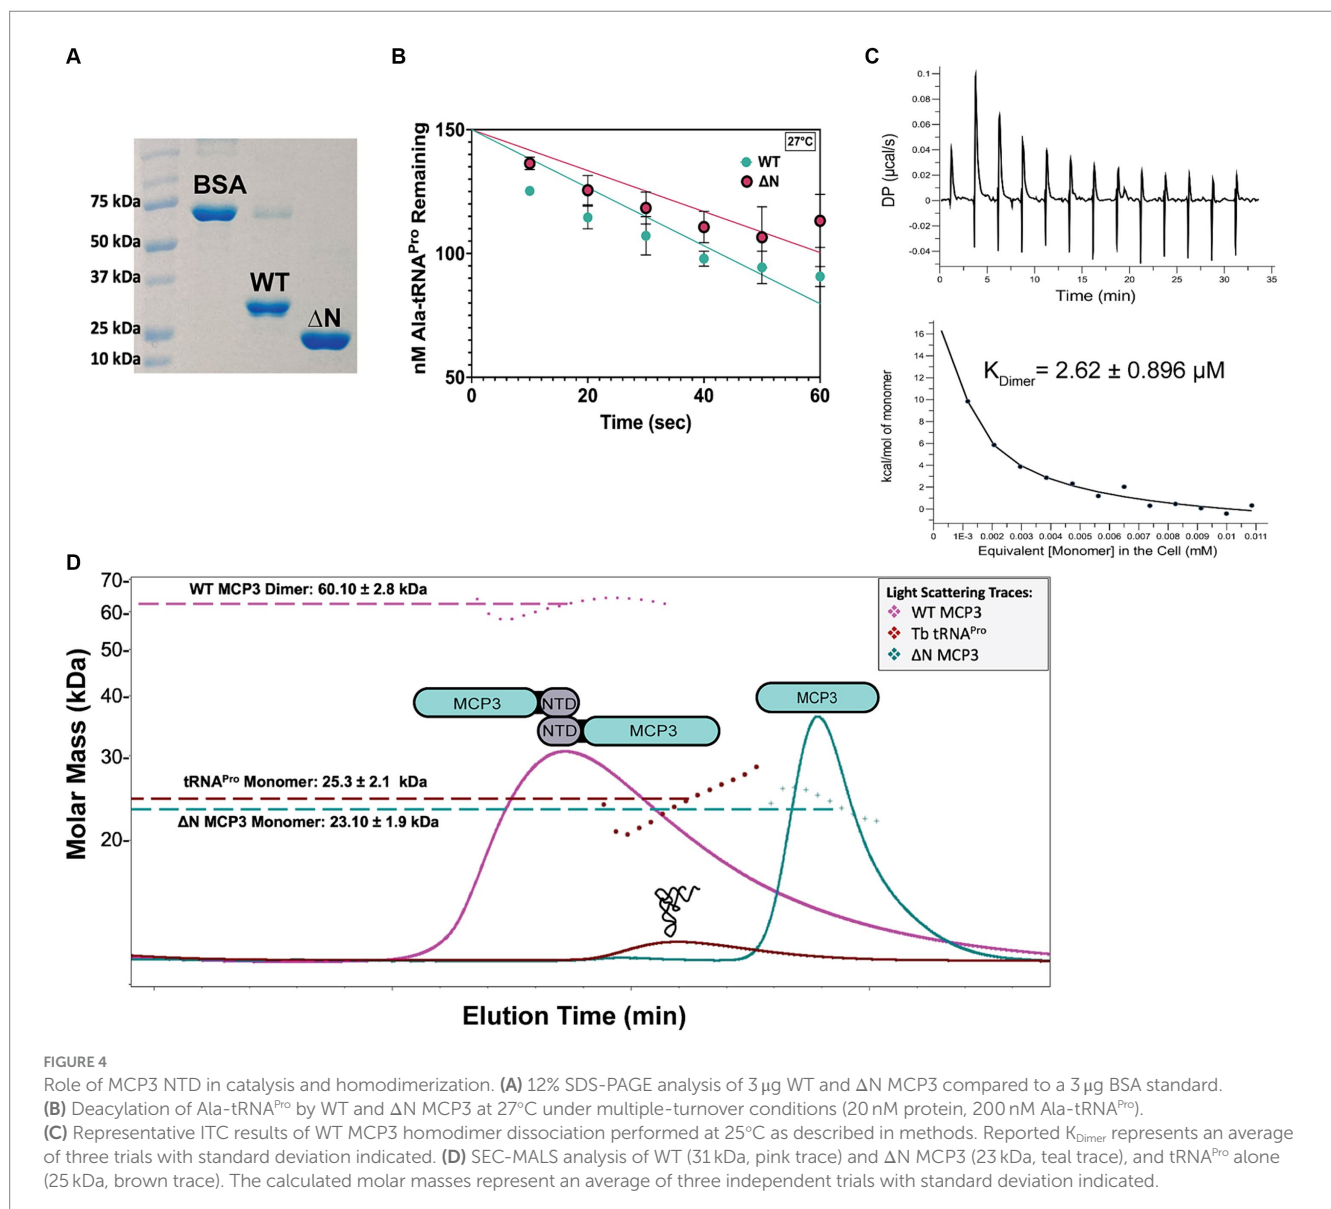 A
BSA
75 kDa
50 kDa
37 kDa
WT
25 kDa
ΔN
10 kDa
B
nM Ala-tRNAPro Remaining
150
100
50
27°C
WT
ΔN
0
20
40
60
Time (sec)
C
DP (µcal/s)
0.1
0.08
0.06
0.04
0.02
0
-0.02
-0.04
0
5
10
15
20
25
30
35
Time (min)
kcal/mol of monomer
16
14
12
10
8
6
4
2
0
KDimer= 2.62 ± 0.896 µM
0
1E-3
0.002
0.003
0.004
0.005
0.006
0.007
0.008
0.009
0.01
0.011
Equivalent [Monomer] in the Cell (mM)
D
Molar Mass (kDa)
70
60
50
40
30
20
WT MCP3 Dimer: 60.10 ± 2.8 kDa
Light Scattering Traces:
WT MCP3
Tb tRNAPro
ΔN MCP3
MCP3
NTD
NTD
MCP3
MCP3
tRNAPro Monomer: 25.3 ± 2.1 kDa
ΔN MCP3 Monomer: 23.10 ± 1.9 kDa
Elution Time (min)
FIGURE 4
Role of MCP3 NTD in catalysis and homodimerization. (A) 12% SDS-PAGE analysis of 3 µg WT and ΔN MCP3 compared to a 3 µg BSA standard.
(B) Deacylation of Ala-tRNAPro by WT and ΔN MCP3 at 27°C under multiple-turnover conditions (20 nM protein, 200 nM Ala-tRNAPro).
(C) Representative ITC results of WT MCP3 homodimer dissociation performed at 25°C as described in methods. Reported KDimer represents an average
of three trials with standard deviation indicated. (D) SEC-MALS analysis of WT (31 kDa, pink trace) and ΔN MCP3 (23 kDa, teal trace), and tRNAPro alone
(25 kDa, brown trace). The calculated molar masses represent an average of three independent trials with standard deviation indicated.